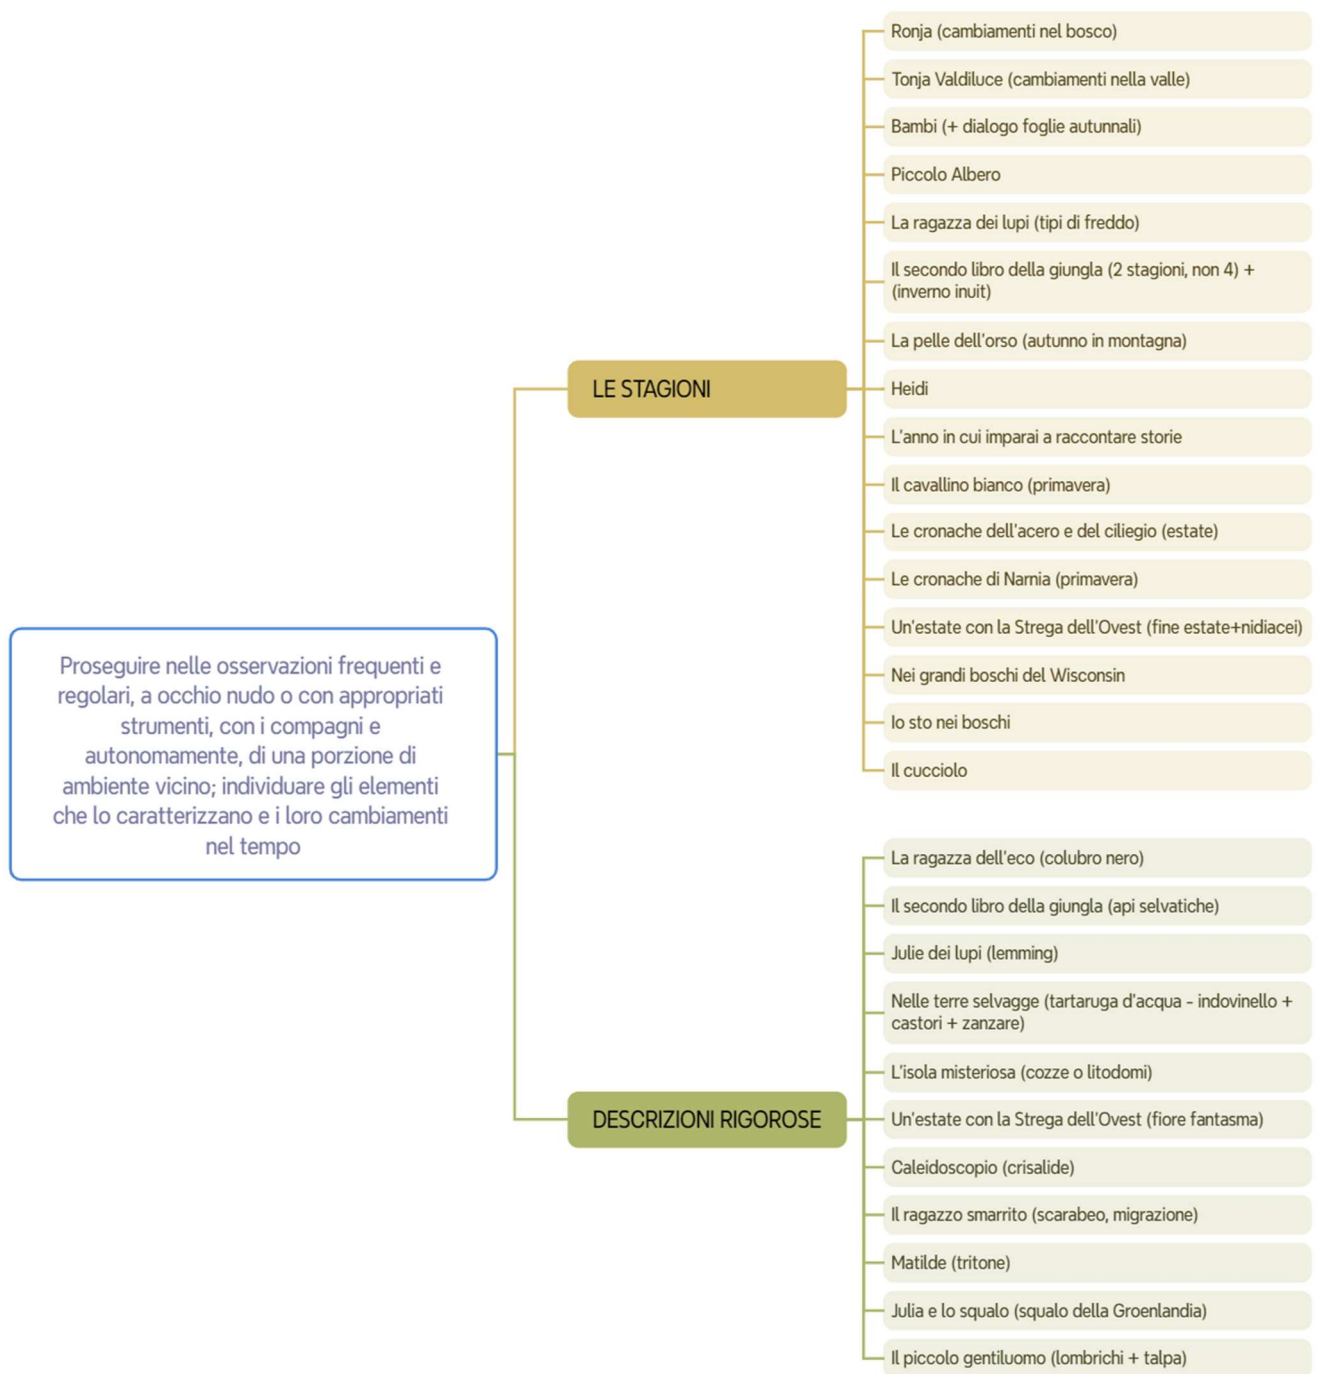 Proseguire nelle osservazioni frequenti e
regolari, a occhio nudo o con appropriati
strumenti, con i compagni e
autonomamente, di una porzione di
ambiente vicino; individuare gli elementi
che lo caratterizzano e i loro cambiamenti
nel tempo
LE STAGIONI
Ronja (cambiamenti nel bosco)
Tonja Valdiluce (cambiamenti nella valle)
Bambi (+ dialogo foglie autunnali)
Piccolo Albero
La ragazza dei lupi (tipi di freddo)
Il secondo libro della giungla (2 stagioni, non 4) +
(inverno inuit)
La pelle dell'orso (autunno in montagna)
Heidi
L'anno in cui imparai a raccontare storie
Il cavallino bianco (primavera)
Le cronache dell'acero e del ciliegio (estate)
Le cronache di Narnia (primavera)
Un'estate con la Strega dell'Ovest (fine estate+nidiacei)
Nei grandi boschi del Wisconsin
Io sto nei boschi
Il cucciolo
DESCRIZIONI RIGOROSE
La ragazza dell'eco (colubro nero)
Il secondo libro della giungla (api selvatiche)
Julie dei lupi (lemming)
Nelle terre selvagge (tartaruga d'acqua - indovinello +
castori + zanzare)
L'isola misteriosa (cozze o litodomi)
Un'estate con la Strega dell'Ovest (fiore fantasma)
Caleidoscopio (crisalide)
Il ragazzo smarrito (scarabeo, migrazione)
Matilde (tritone)
Julia e lo squalo (squalo della Groenlandia)
Il piccolo gentiluomo (lombrichi + talpa)